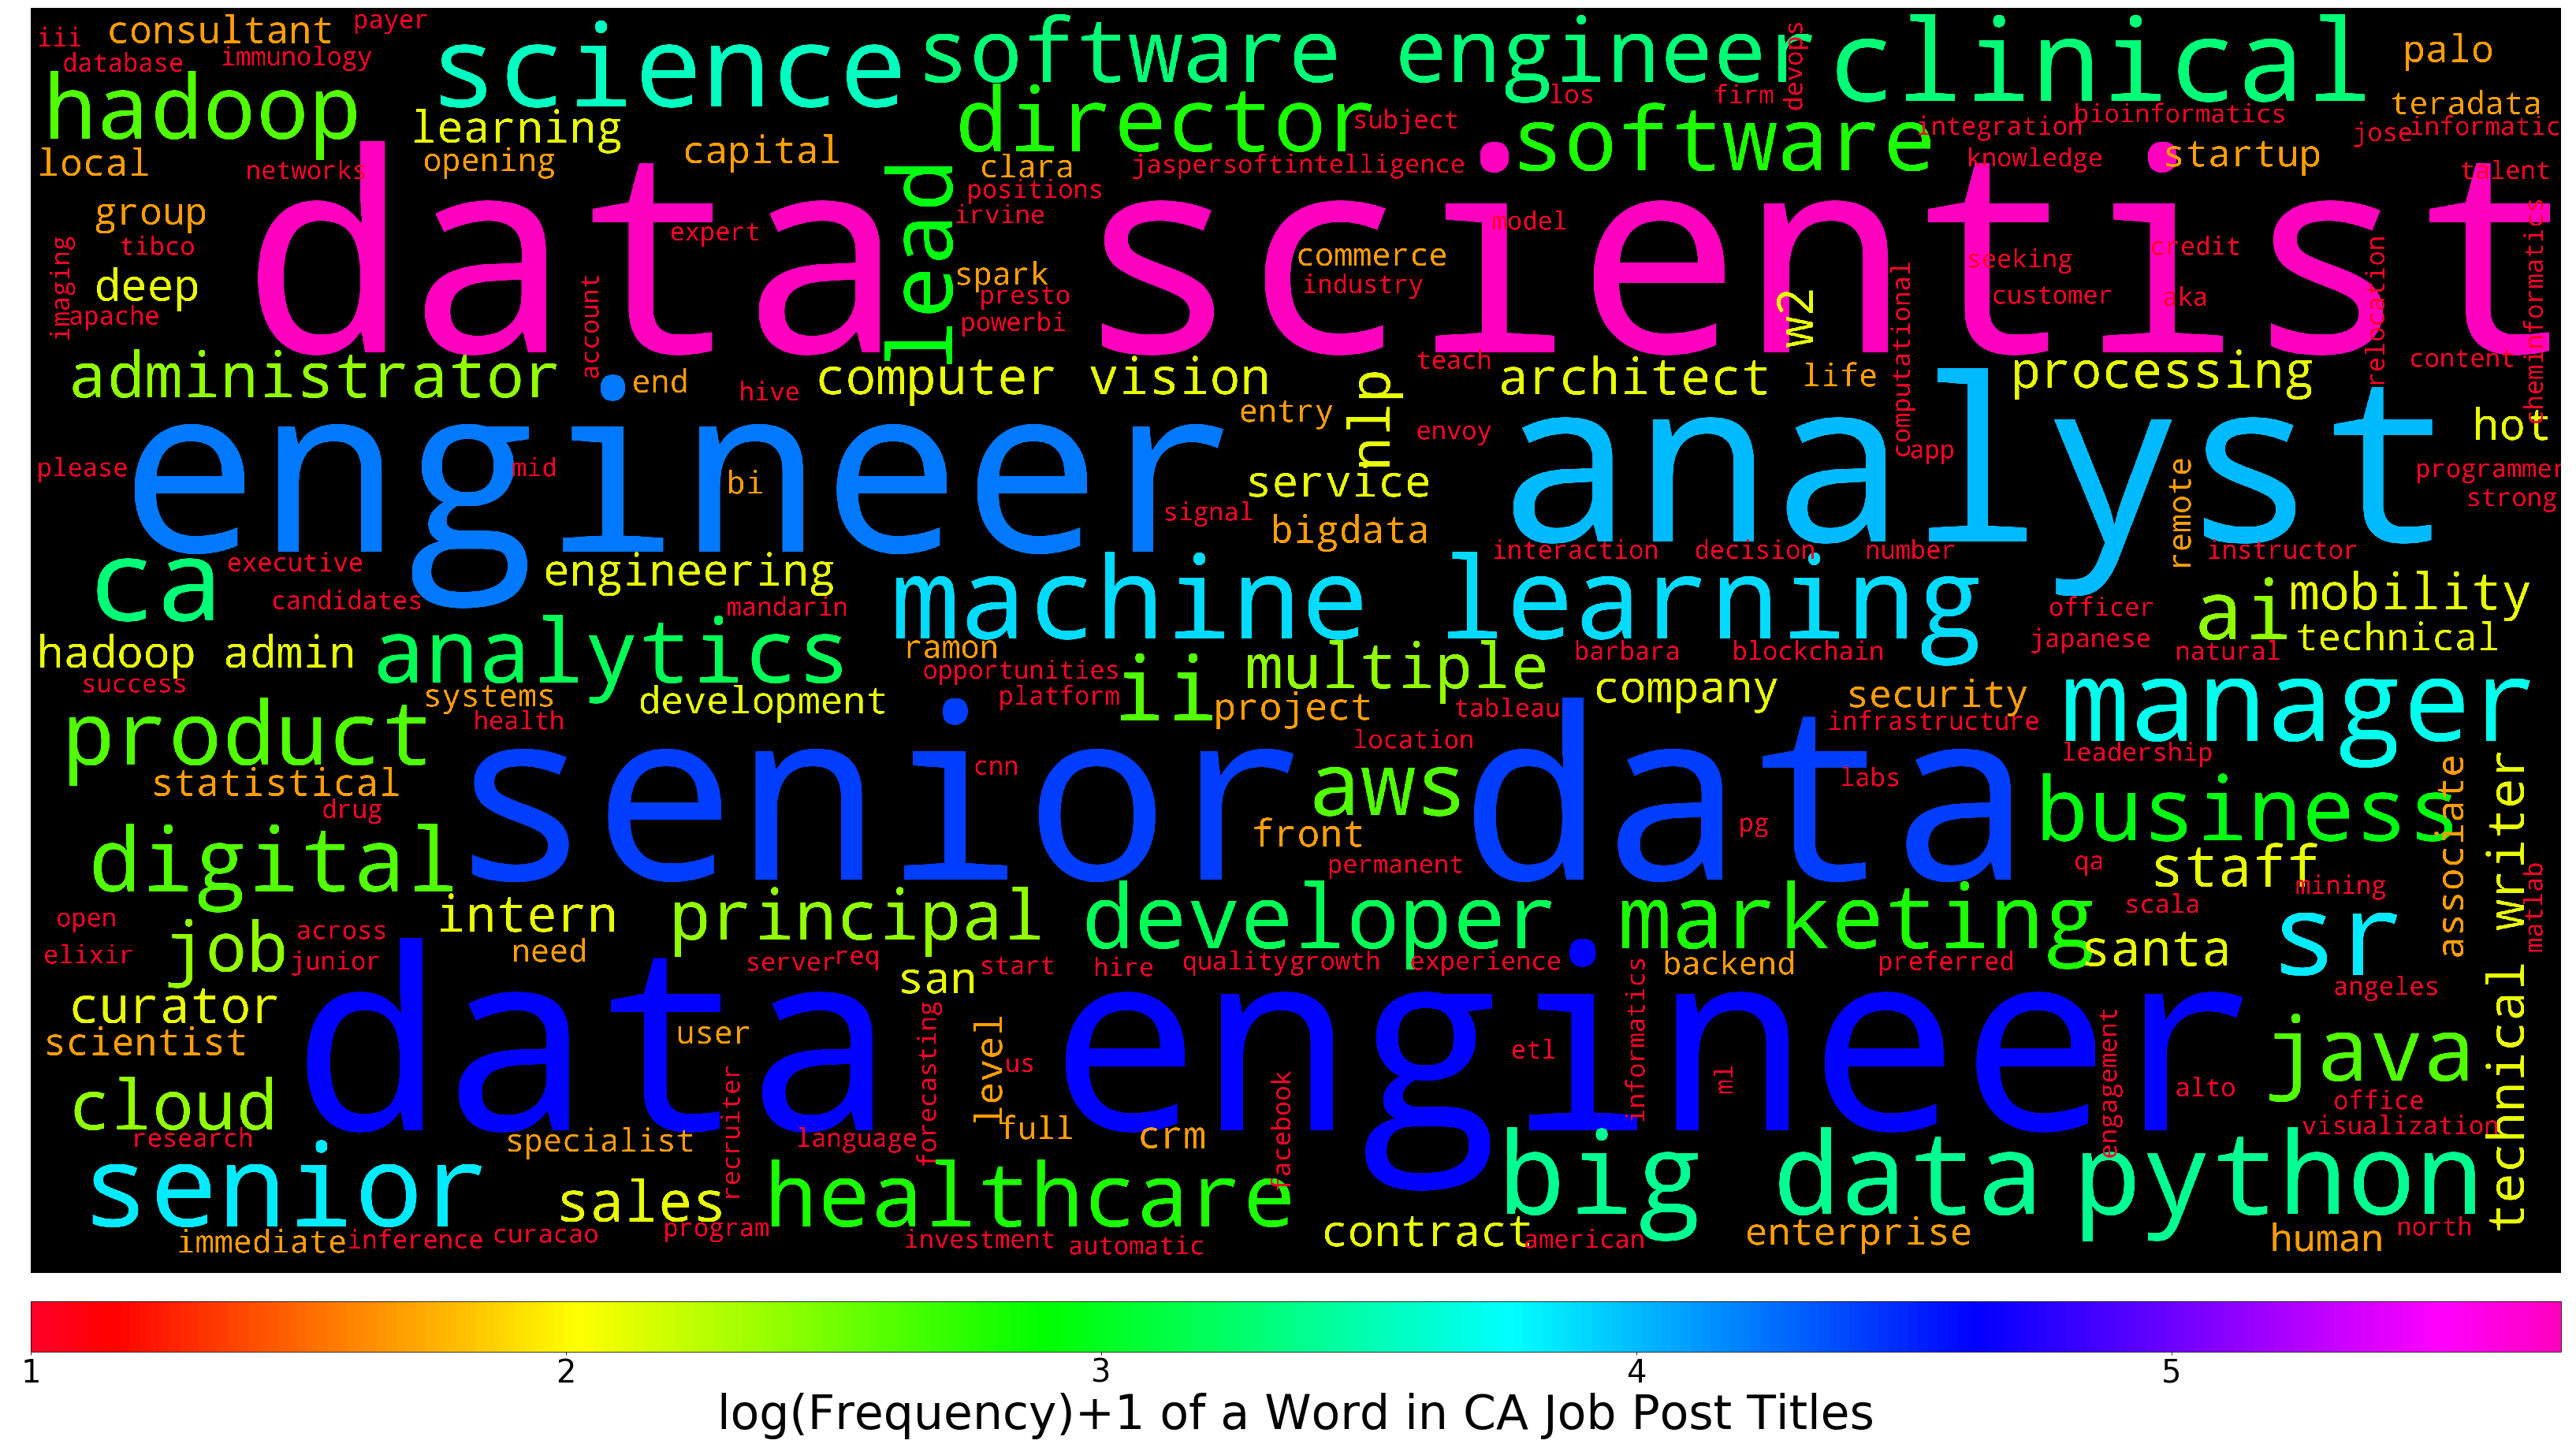 iii
consultant
payer
database
immunology
science
software engineer
devops
clinical
palo
hadoop
learning
director
subject
los
firm
software
integration
bioinformatics
teradata
jose
informatic
local
networks
opening
capital
lead
clara
positions
jaspersoftintelligence
knowledge
startup
talent
group
tibco
imaging
deep
apache
data scientist
expert
account
irvine
spark
presto
powerbi
commerce
industry
model
w2
computational
seeking
customer
credit
aka
relocation
cheminformatics
administrator
end
hive
computer vision
nlp
teach
architect
life
processing
content
entry
envoy
hot
please
engineer
mid
bi
signal
service
bigdata
analyst
app
remote
programmer
strong
ca
executive
candidates
engineering
mandarin
machine learning
interaction
decision
number
instructor
officer
japanese
ai
mobility
technical
natural
hadoop admin
success
analytics
ramon
opportunities
platform
ii
multiple
barbara
blockchain
company
security
infrastructure
manager
leadership
product
systems
health
development
project
tableau
location
statistical
drug
senior data
cnn
aws
front
permanent
pg
labs
business
associate
technical writer
digital
qa
staff
mining
matlab
open
elixir
job
across
junior
intern
need
principal
server
req
san
start
developer
hire
quality
growth
experience
marketing
backend
preferred
scala
santa
sr
angeles
curator
scientist
data engineer
user
recruiter
forecasting
level
us
facebook
etl
informatics
ml
engagement
alto
java
office
visualization
cloud
research
specialist
language
full
crm
senior
immediate
inference
curacao
sales
program
healthcare
investment
automatic
contract
american
big data
enterprise
python
human
north
1 2 3 4 5
log(Frequency)+1 of a Word in CA Job Post Titles